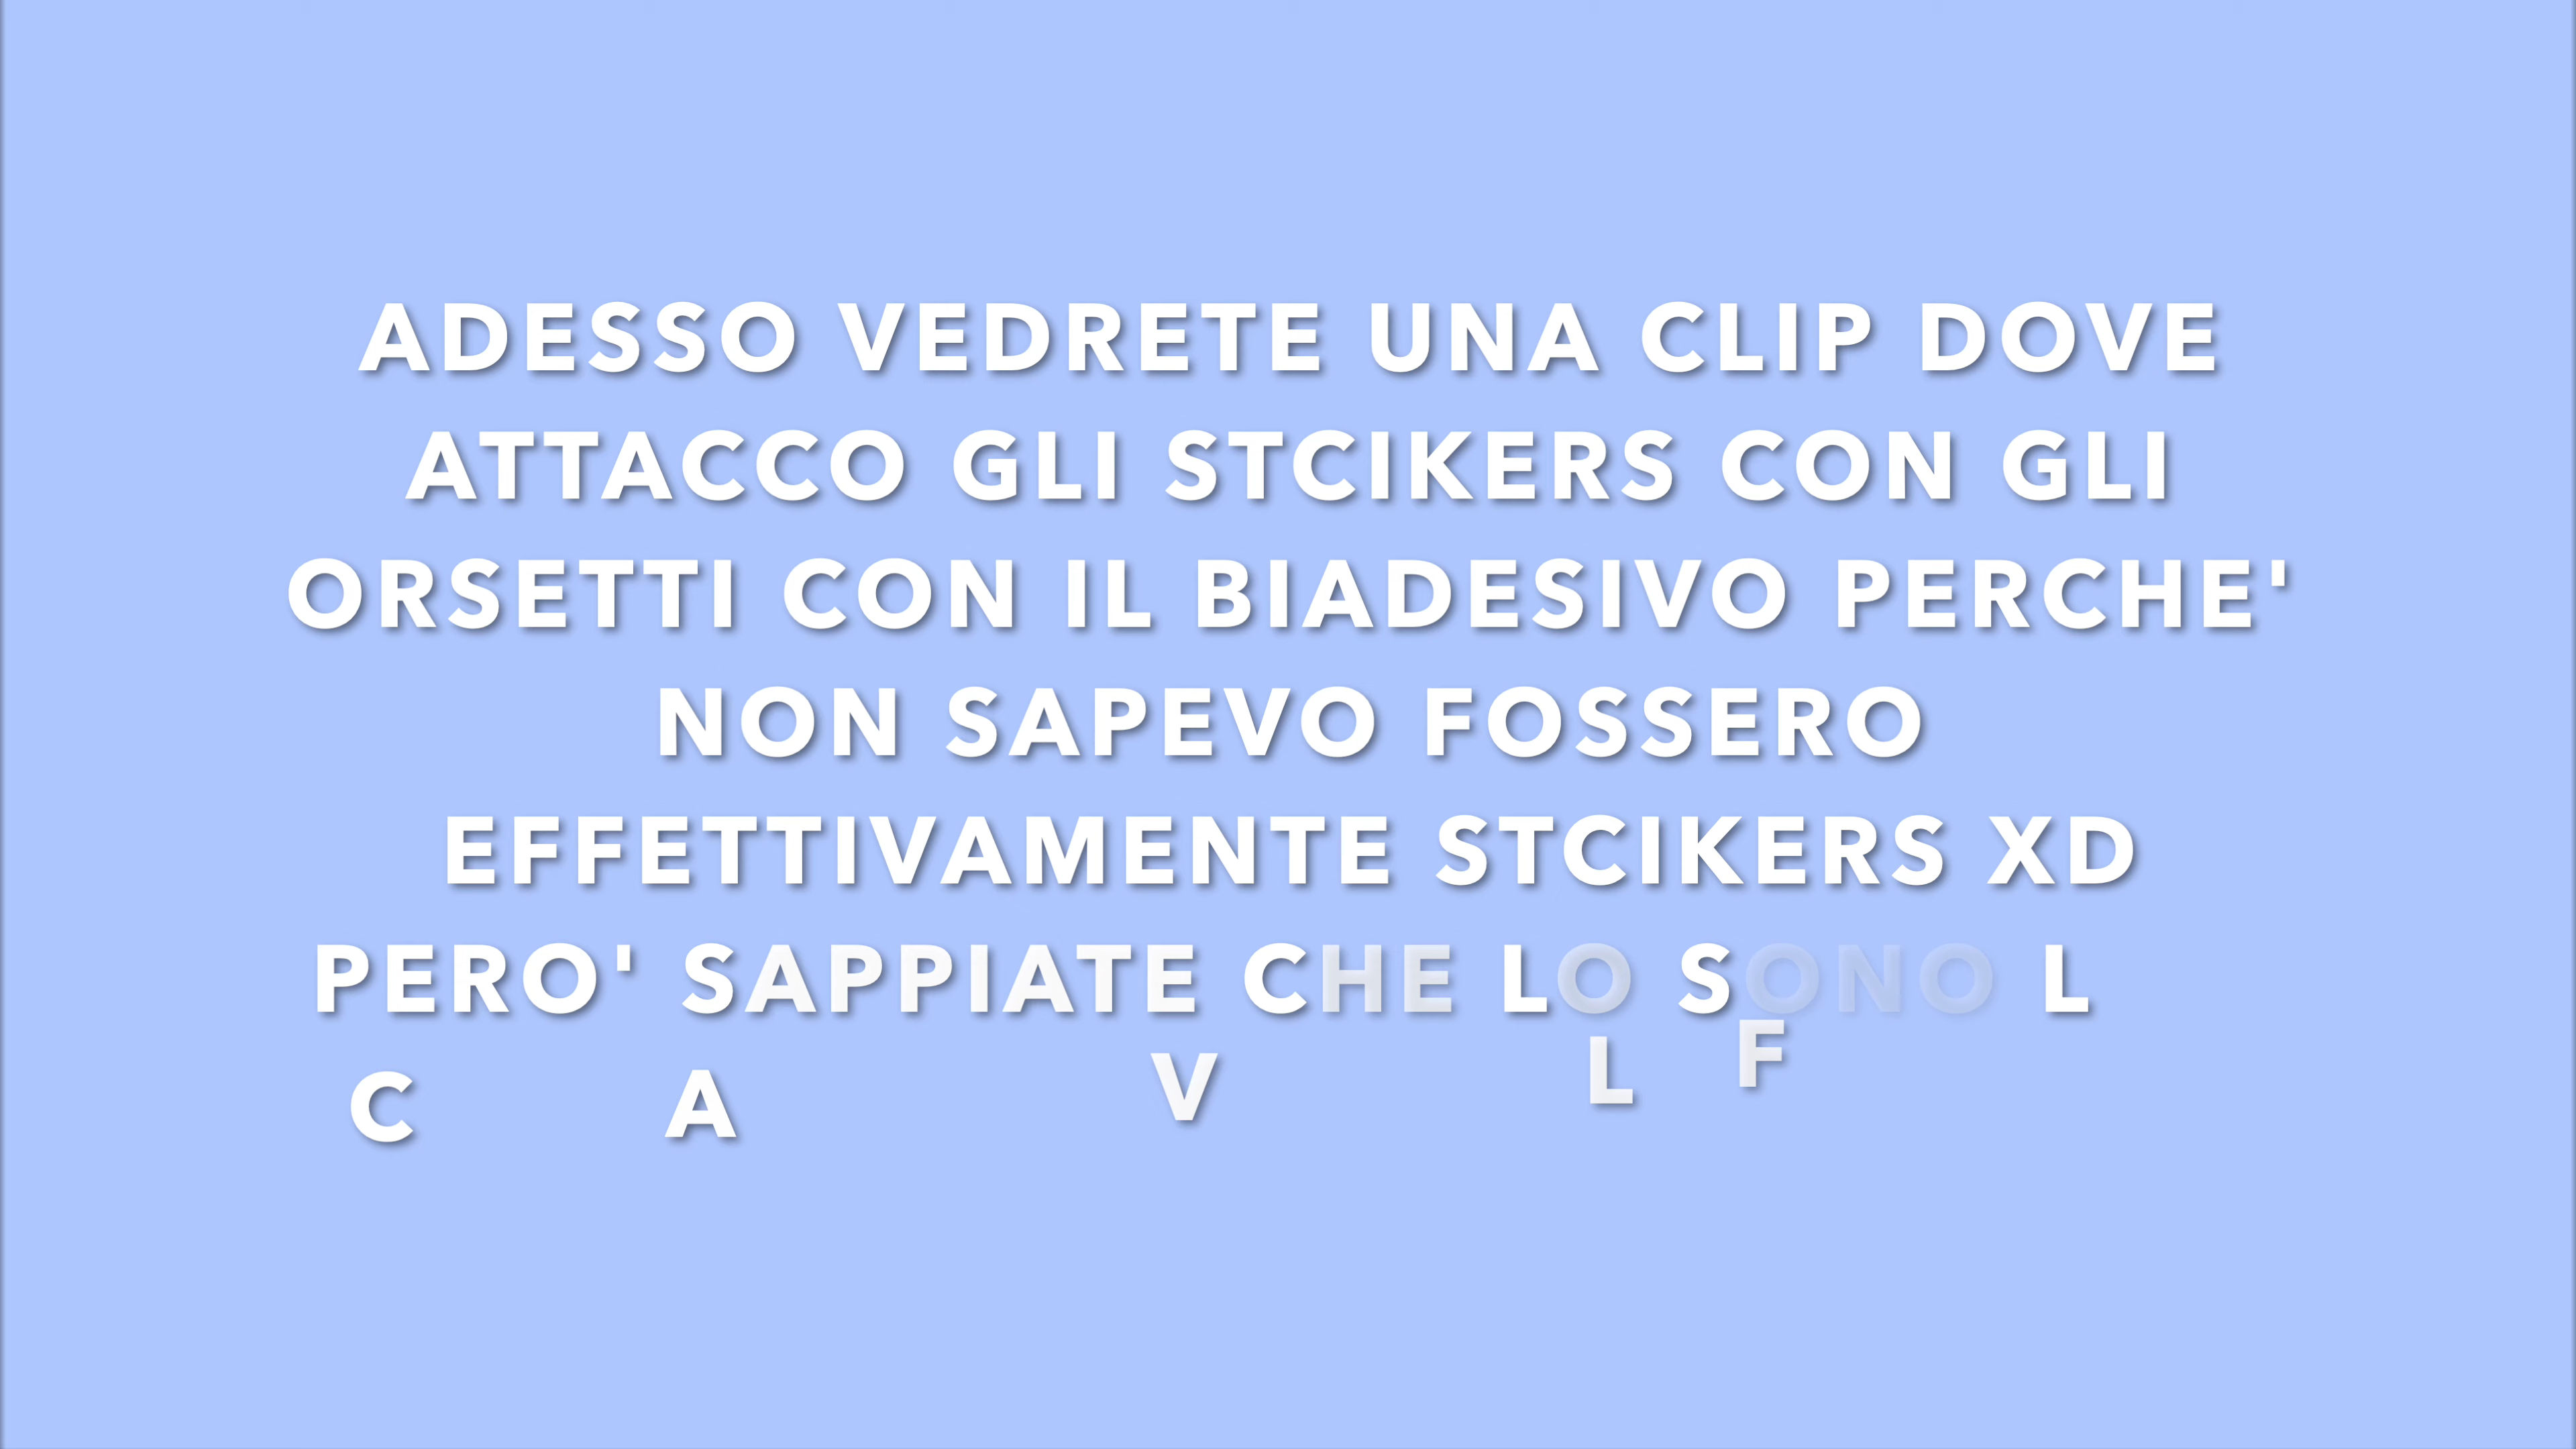 ADESSO VEDRETE UNA CLIP DOVE
ATTACCO GLI STCIKERS CON GLI
ORSETTI CON IL BIADESIVO PERCHE'
NON SAPEVO FOSSERO
EFFETTIVAMENTE STCIKERS XD
PERO' SAPPIATE CHE LO SONO L
C A V L F